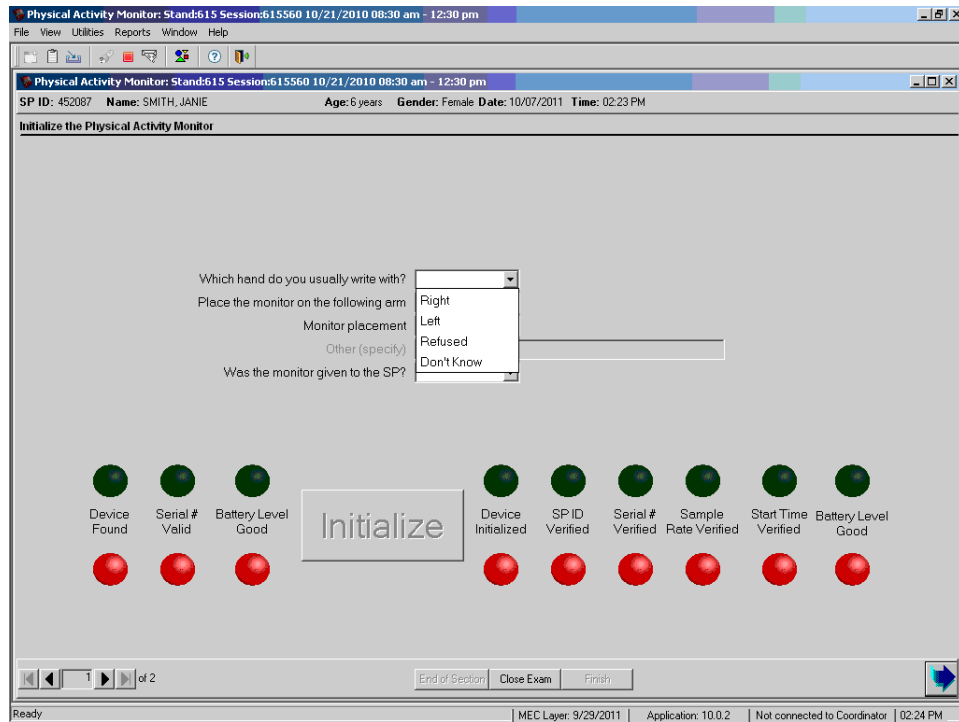 Physical Activity Monitor: Stand:615 Session:615560 10/21/2010 08:30 am - 12:30 pm
File View Utilities Reports Window Help
Physical Activity Monitor: Stand:615 Session:615560 10/21/2010 08:30 am - 12:30 pm
SP ID: 452087 Name: SMITH, JANIE Age: 6 years Gender: Female Date: 10/07/2011 Time: 02:23 PM
Initialize the Physical Activity Monitor
Which hand do you usually write with?
Place the monitor on the following arm
Right
Monitor placement
Left
Other (specify)
Refused
Was the monitor given to the SP?
Don't Know
Device Found
Serial # Valid
Battery Level Good
Initialize
Device Initialized
SP ID Verified
Serial # Verified
Sample Rate Verified
Start Time Verified
Battery Level Good
1 of 2
End of Section
Close Exam
Finish
Ready
MEC Layer: 9/29/2011
Application: 10.0.2
Not connected to Coordinator
02:24 PM